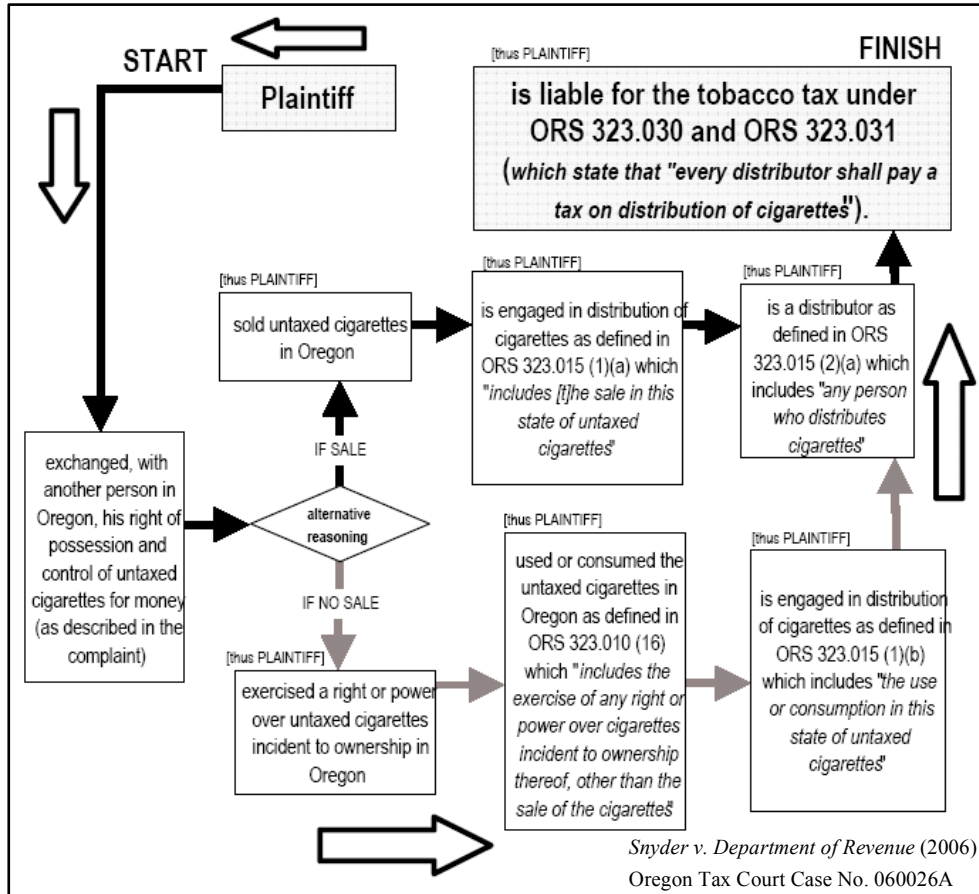 START
Plaintiff
exchanged, with
another person in
Oregon, his right of
possession and
control of untaxed
cigarettes for money
(as described in the
complaint)
alternative
reasoning
IF SALE
[thus PLAINTIFF]
sold untaxed cigarettes
in Oregon
[thus PLAINTIFF]
is engaged in distribution of
cigarettes as defined in
ORS 323.015 (1)(a) which
"includes [t]he sale in this
state of untaxed
cigarettes"
[thus PLAINTIFF]
is a distributor as
defined in ORS
323.015 (2)(a) which
includes "any person
who distributes
cigarettes"
IF NO SALE
[thus PLAINTIFF]
exercised a right or power
over untaxed cigarettes
incident to ownership in
Oregon
[thus PLAINTIFF]
used or consumed the
untaxed cigarettes in
Oregon as defined in
ORS 323.010 (16)
which "includes the
exercise of any right or
power over cigarettes
incident to ownership
thereof, other than the
sale of the cigarettes"
[thus PLAINTIFF]
is engaged in distribution
of cigarettes as defined in
ORS 323.015 (1)(b)
which includes "the use
or consumption in this
state of untaxed
cigarettes"
[thus PLAINTIFF]
FINISH
is liable for the tobacco tax under
ORS 323.030 and ORS 323.031
(which state that "every distributor shall pay a
tax on distribution of cigarettes").
Snyder v. Department of Revenue (2006)
Oregon Tax Court Case No. 060026A